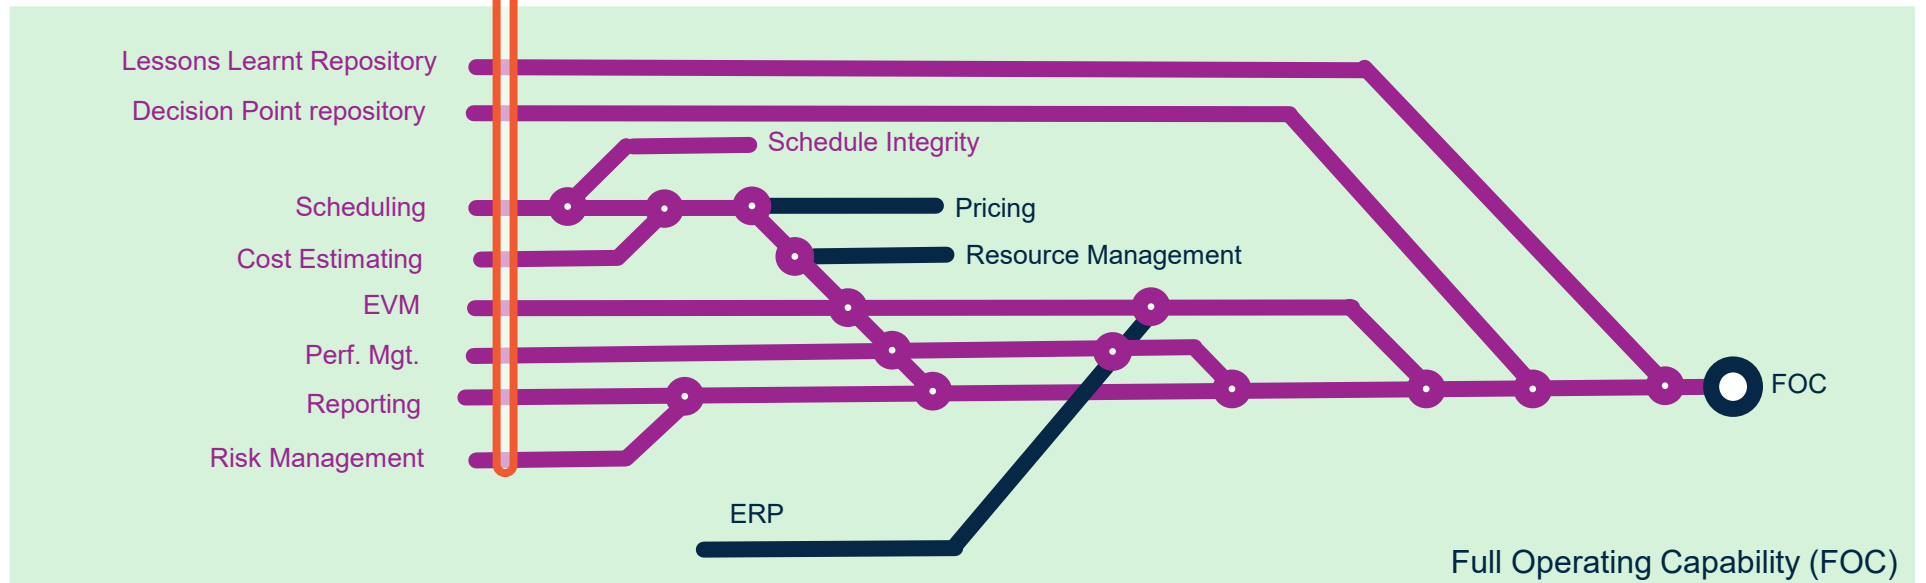 Lessons Learnt Repository
Decision Point repository
Schedule Integrity
Scheduling
Pricing
Cost Estimating
Resource Management
EVM
Perf. Mgt.
Reporting
FOC
Risk Management
ERP
Full Operating Capability (FOC)